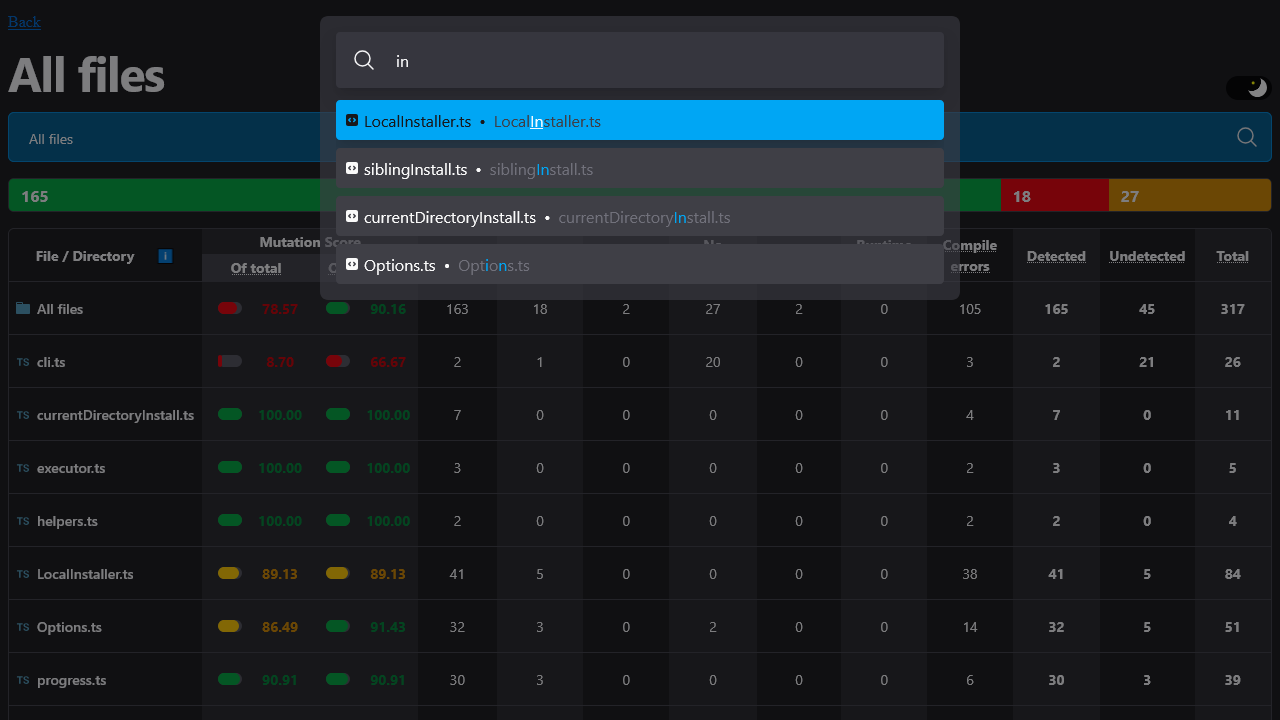 Back
All files
in
LocalInstaller.ts • LocalInstaller.ts
siblingInstall.ts • siblingInstall.ts
currentDirectoryInstall.ts • currentDirectoryInstall.ts
Options.ts • Options.ts
All files
165 18 27
File / Directory i Mutation Score Compile errors Detected Undetected Total
Of total
All files 78.57 90.16 163 18 2 27 2 0 105 165 45 317
TS cli.ts 8.70 66.67 2 1 0 20 0 0 3 2 21 26
TS currentDirectoryInstall.ts 100.00 100.00 7 0 0 0 0 0 4 7 0 11
TS executor.ts 100.00 100.00 3 0 0 0 0 0 2 3 0 5
TS helpers.ts 100.00 100.00 2 0 0 0 0 0 2 2 0 4
TS LocalInstaller.ts 89.13 89.13 41 5 0 0 0 0 38 41 5 84
TS Options.ts 86.49 91.43 32 3 0 2 0 0 14 32 5 51
TS progress.ts 90.91 90.91 30 3 0 0 0 0 6 30 3 39